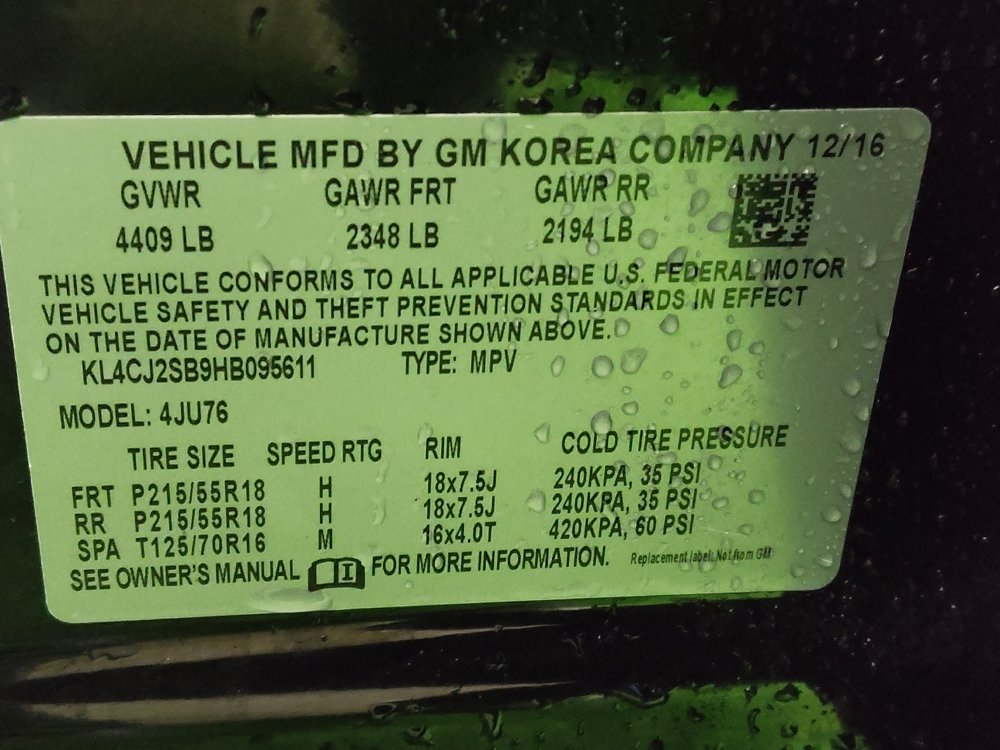 VEHICLE MFD BY GM KOREA COMPANY 12/16
GVWR GAWR FRT GAWR RR
4409 LB 2348 LB 2194 LB
THIS VEHICLE CONFORMS TO ALL APPLICABLE U.S. FEDERAL MOTOR
VEHICLE SAFETY AND THEFT PREVENTION STANDARDS IN EFFECT
ON THE DATE OF MANUFACTURE SHOWN ABOVE.
KL4CJ2SB9HB095611 TYPE: MPV
MODEL: 4JU76
TIRE SIZE SPEED RTG RIM COLD TIRE PRESSURE
FRT P215/55R18 H 18x7.5J 240KPA, 35 PSI
RR P215/55R18 H 18x7.5J 240KPA, 35 PSI
SPA T125/70R16 M 16x4.0T 420KPA, 60 PSI
SEE OWNER'S MANUAL FOR MORE INFORMATION. Replacement label. Not from GM